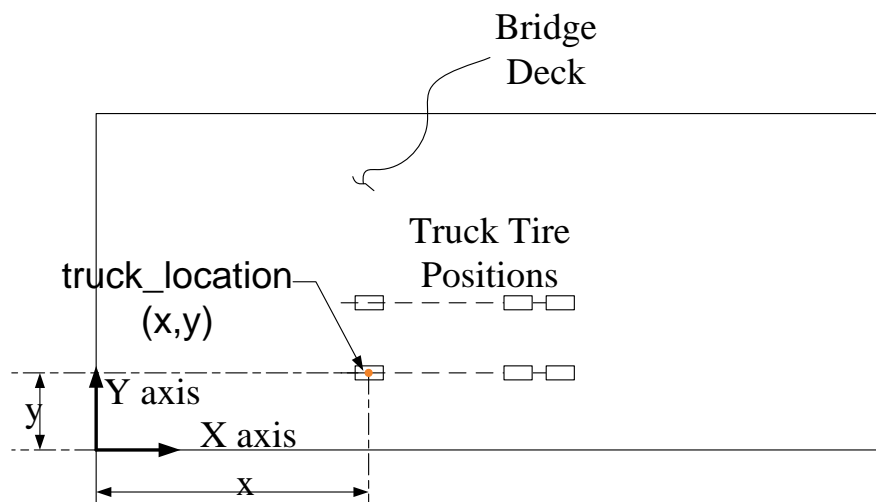 Bridge
Deck
Truck Tire
Positions
truck_location
(x,y)
Y axis
y
X axis
x